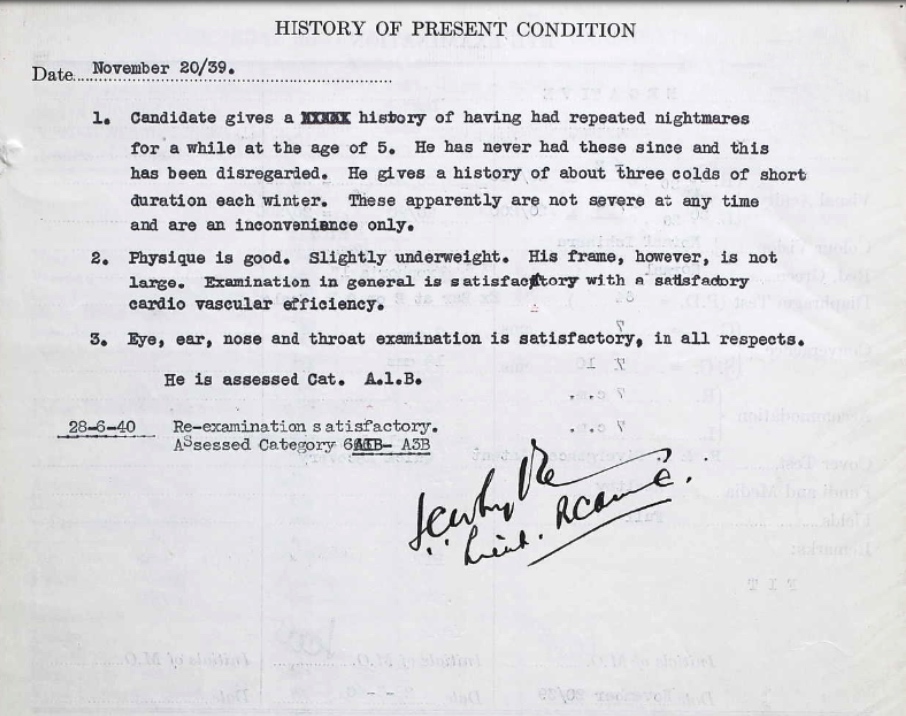 HISTORY OF PRESENT CONDITION
Date November 20/39.
1. Candidate gives a history of having had repeated nightmares
for a while at the age of 5. He has never had these since and this
has been disregarded. He gives a history of about three colds of short
duration each winter. These apparently are not severe at any time
and are an inconvenience only.
2. Physique is good. Slightly underweight. His frame, however, is not
large. Examination in general is satisfactory with a satisfactory
cardio vascular efficiency.
3. Eye, ear, nose and throat examination is satisfactory, in all respects.
He is assessed Cat. A.1.B.
28-6-40 Re-examination satisfactory.
Assessed Category A3B
Lieut. RCAMC.